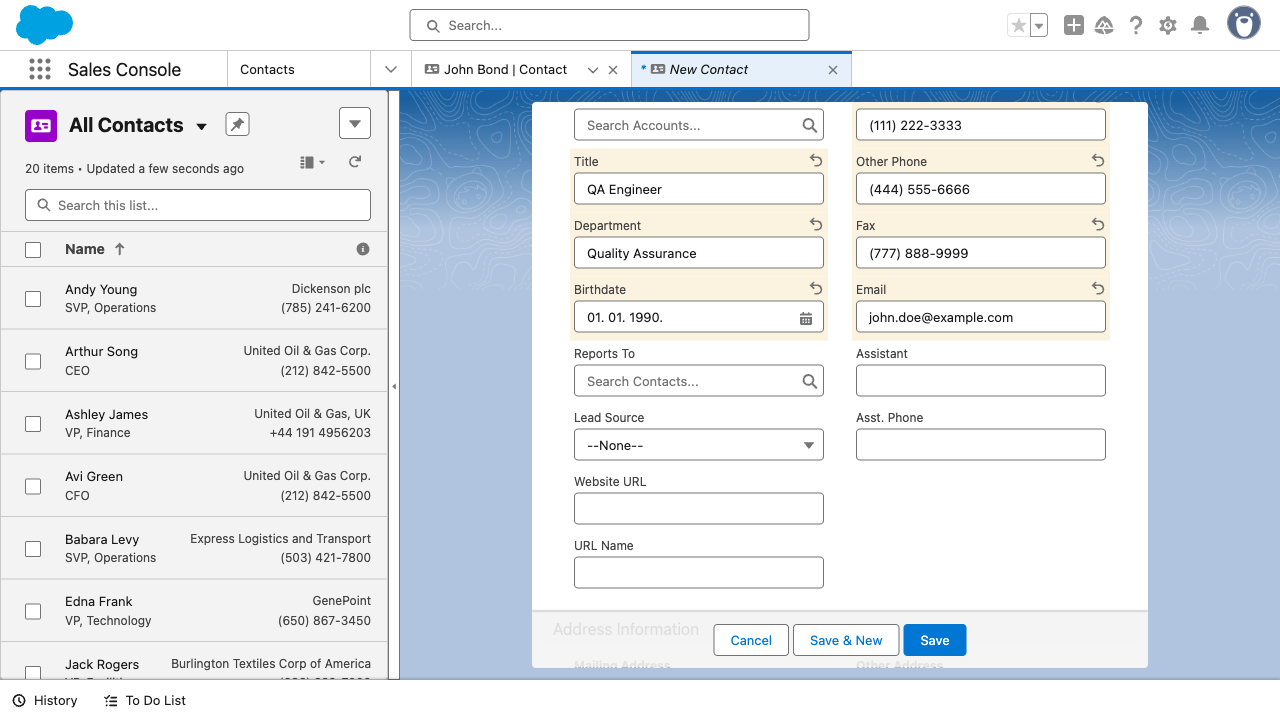 Search...
Sales Console
Contacts
John Bond | Contact
* New Contact
All Contacts
20 items • Updated a few seconds ago
Search this list...
Name
Andy Young
Dickenson plc
SVP, Operations
(785) 241-6200
Arthur Song
United Oil & Gas Corp.
CEO
(212) 842-5500
Ashley James
United Oil & Gas, UK
VP, Finance
+44 191 4956203
Avi Green
United Oil & Gas Corp.
CFO
(212) 842-5500
Babara Levy
Express Logistics and Transport
SVP, Operations
(503) 421-7800
Edna Frank
GenePoint
VP, Technology
(650) 867-3450
Jack Rogers
Burlington Textiles Corp of America
Search Accounts...
(111) 222-3333
Title
QA Engineer
Other Phone
(444) 555-6666
Department
Quality Assurance
Fax
(777) 888-9999
Birthdate
01. 01. 1990.
Email
john.doe@example.com
Reports To
Search Contacts...
Assistant
Lead Source
--None--
Asst. Phone
Website URL
URL Name
Address Information
Cancel
Save & New
Save
Mailing Address
Other Address
History
To Do List